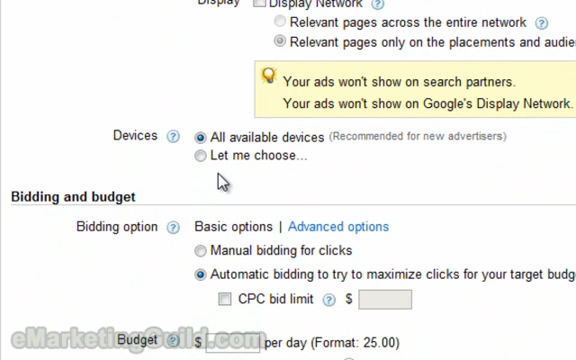 Display Display Network ?
Relevant pages across the entire network ?
Relevant pages only on the placements and audie
Your ads won't show on search partners.
Your ads won't show on Google's Display Network.
Devices ? All available devices (Recommended for new advertisers)
Let me choose...
Bidding and budget
Bidding option ? Basic options | Advanced options
Manual bidding for clicks
Automatic bidding to try to maximize clicks for your target budg
CPC bid limit ? $
Budget ? $ per day (Format: 25.00)
eMarketingGuild.com